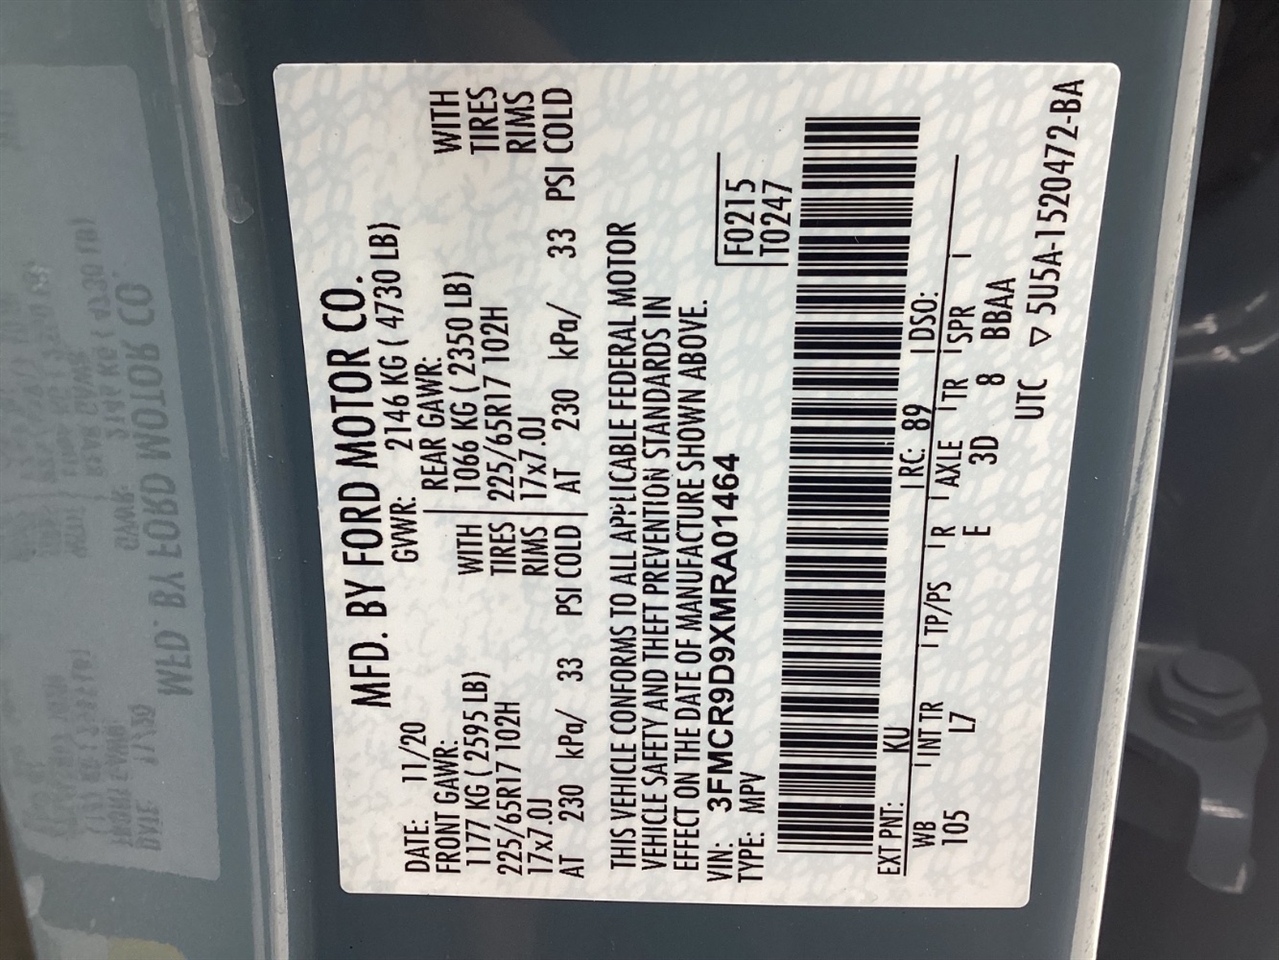 MFD. BY FORD MOTOR CO.
DATE: 11/20 GVWR: 2146 KG ( 4730 LB)
FRONT GAWR: REAR GAWR:
1177 KG ( 2595 LB) WITH 1066 KG ( 2350 LB) WITH
225/65R17 102H TIRES 225/65R17 102H TIRES
17x7.0J RIMS 17x7.0J RIMS
AT 230 kPa/ 33 PSI COLD AT 230 kPa/ 33 PSI COLD
THIS VEHICLE CONFORMS TO ALL APPLICABLE FEDERAL MOTOR
VEHICLE SAFETY AND THEFT PREVENTION STANDARDS IN
EFFECT ON THE DATE OF MANUFACTURE SHOWN ABOVE.
VIN: 3FMCR9D9XMRA01464 F0215
TYPE: MPV T0247
EXT PNT: KU RC: 89 DSO:
WB INT TR TP/PS R AXLE TR SPR
105 L7 E 3D 8 BBAA
UTC ▽ 5U5A-1520472-BA